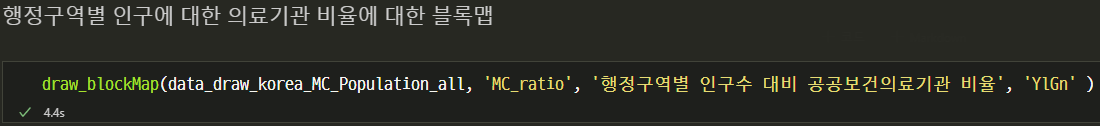 행정구역별 인구에 대한 의료기관 비율에 대한 블록맵
draw_blockMap(data_draw_korea_MC_Population_all, 'MC_ratio', '행정구역별 인구수 대비 공공보건의료기관 비율', 'YlGn' )
4.4s